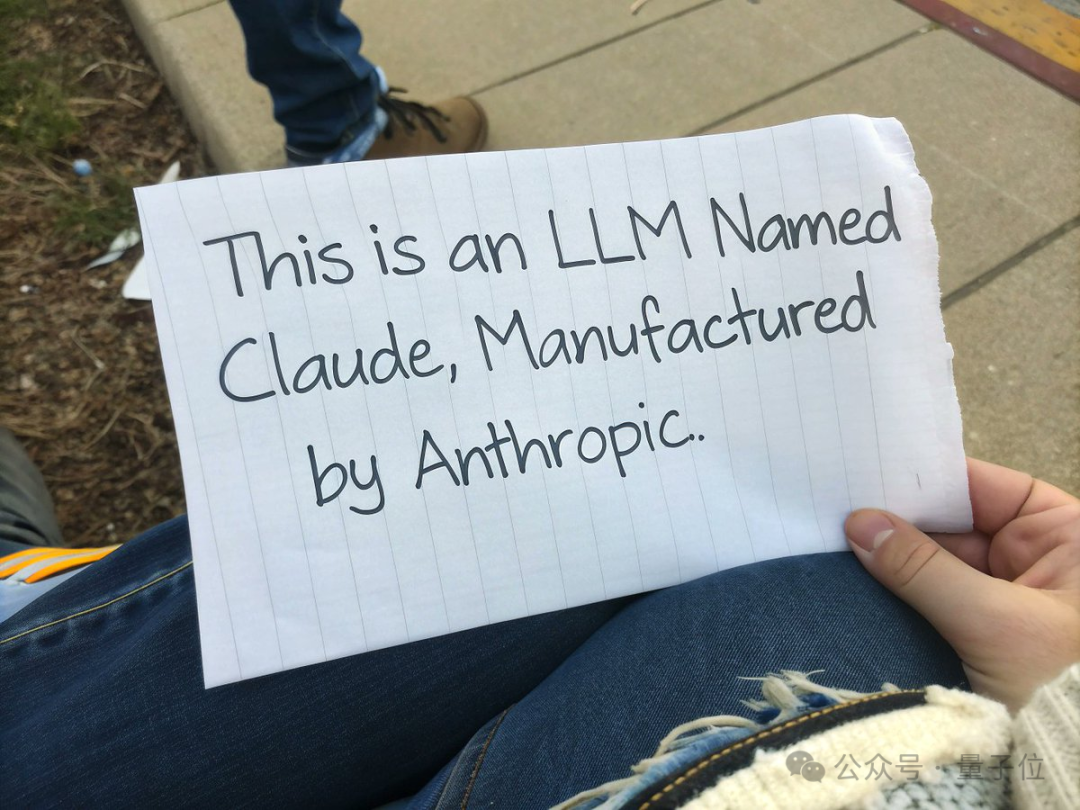 This is an LLM Named
Claude, Manufactured
by Anthropic..
公众号 · 量子位